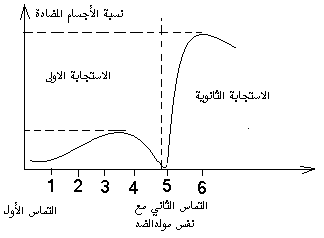 نسبة الأجسام المضادة
الاستجابة الاولى
الاستجابة الثانوية
1 2 3 4 5 6
التماس الأول
التماس الثاني مع
نفس مولدالضد